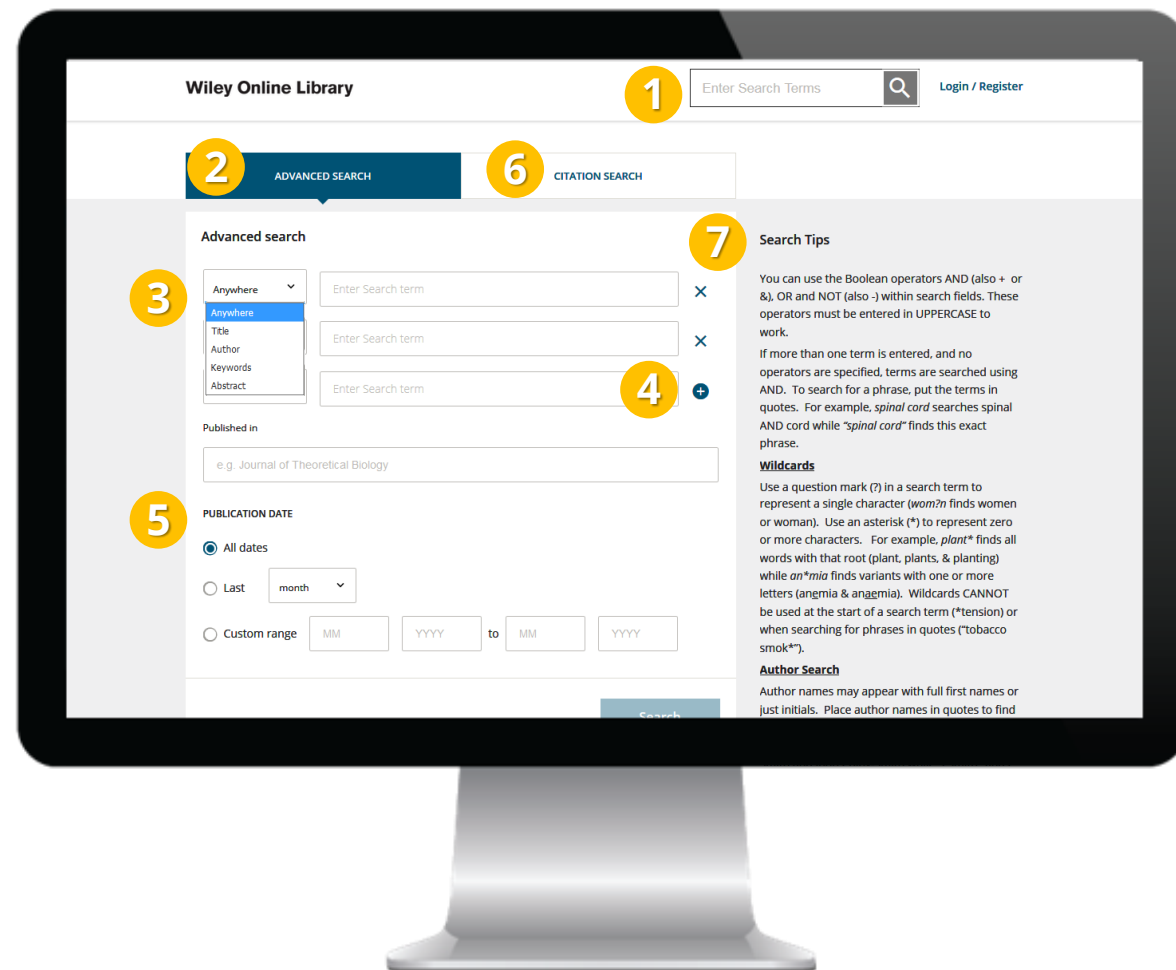 Wiley Online Library
1
Enter Search Terms
Login / Register
2
ADVANCED SEARCH
6
CITATION SEARCH
Advanced search
3
Anywhere
Enter Search term
Anywhere
Title
Author
Keywords
Abstract
Enter Search term
Enter Search term
4
Published in
e.g. Journal of Theoretical Biology
5
PUBLICATION DATE
All dates
Last
month
Custom range
MM
YYYY
to
MM
YYYY
Search
7
Search Tips
You can use the Boolean operators AND (also + or
&), OR and NOT (also -) within search fields. These
operators must be entered in UPPERCASE to
work.
If more than one term is entered, and no
operators are specified, terms are searched using
AND. To search for a phrase, put the terms in
quotes. For example, spinal cord searches spinal
AND cord while "spinal cord" finds this exact
phrase.
Wildcards
Use a question mark (?) in a search term to
represent a single character (wom?n finds women
or woman). Use an asterisk (*) to represent zero
or more characters. For example, plant* finds all
words with that root (plant, plants, & planting)
while an*mia finds variants with one or more
letters (anemia & anaemia). Wildcards CANNOT
be used at the start of a search term (*tension) or
when searching for phrases in quotes ("tobacco
smok*").
Author Search
Author names may appear with full first names or
just initials. Place author names in quotes to find